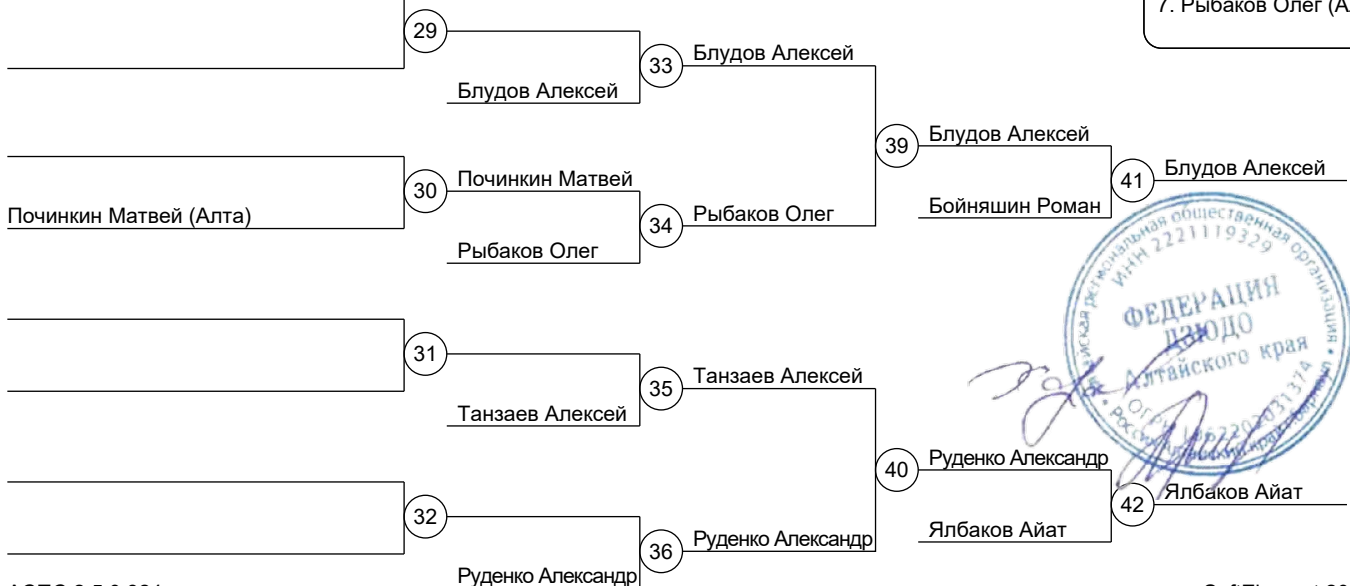 7. Рыбаков Олег (А
29
33
Блудов Алексей
Блудов Алексей
39
Блудов Алексей
41
Блудов Алексей
30
Починкин Матвей
Починкин Матвей (Алта)
34
Рыбаков Олег
Бойняшин Роман
Рыбаков Олег
ИНН 2221119329
ФЕДЕРАЦИЯ
ДЗЮДО
Алтайского края
31
35
Танзаев Алексей
Танзаев Алексей
40
Руденко Александр
42
Ялбаков Айат
32
36
Руденко Александр
Ялбаков Айат
Руденко Александр